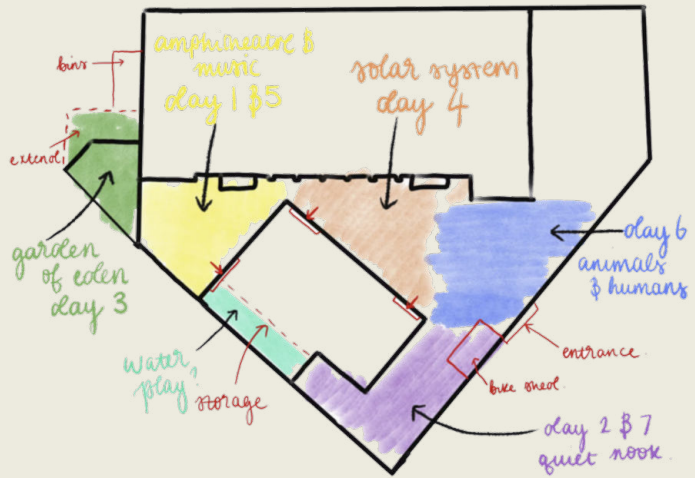 bins
amphitheatre &
music
day 1 & 5
solar system
day 4
extend
garden
of eden
day 3
day 6
animals
& humans
water
play?
storage
entrance
bike shed
day 2 & 7
quiet nook